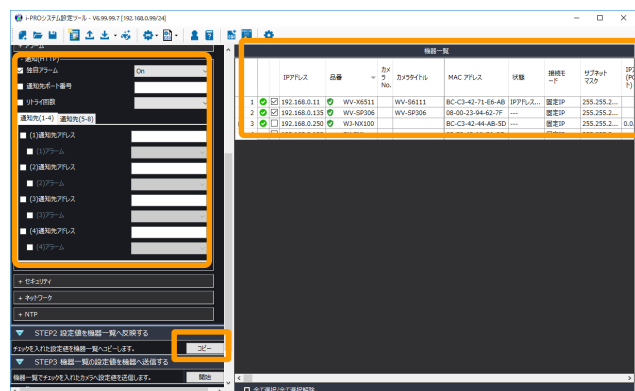 i-PROシステム設定ツール - V6.99.99.7 [192.168.0.99/24]
+ アラーム
- 通知(HTTP)
独自アラーム On
通知先ポート番号
リトライ回数
通知先(1-4) 通知先(5-8)
(1)通知先アドレス
(1)アラーム
(2)通知先アドレス
(2)アラーム
(3)通知先アドレス
(3)アラーム
(4)通知先アドレス
(4)アラーム
+ セキュリティ
+ ネットワーク
+ NTP
STEP2 設定値を機器一覧へ反映する
チェックを入れた設定値を機器一覧へコピーします。 コピー
STEP3 機器一覧の設定値を機器へ送信する
機器一覧でチェックを入れたカメラへ設定値を送信します。 開始
機器一覧
IPアドレス 品番 カメラNo. カメラタイトル MAC アドレス 状態 接続モード サブネットマスク
1 192.168.0.11 WV-X6511 WV-S6111 BC-C3-42-71-E6-AB IPアドレス... 固定IP 255.255.2...
2 192.168.0.135 WV-SP306 WV-SP306 08-00-23-94-62-7F --- 固定IP 255.255.2...
3 192.168.0.250 WJ-NX100 BC-C3-42-44-AB-5D --- 固定IP 255.255.2... 0.0.
全て選択/全て選択解除